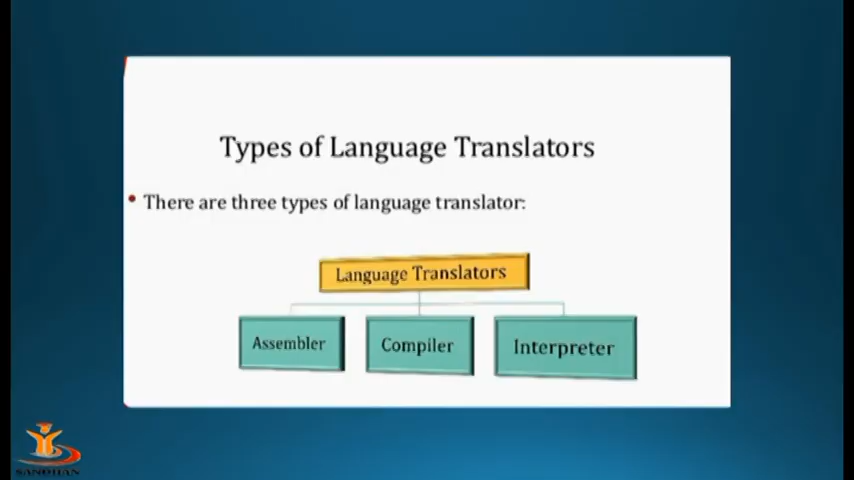 Types of Language Translators
• There are three types of language translator:
Language Translators
Assembler
Compiler
Interpreter
SANDHAN